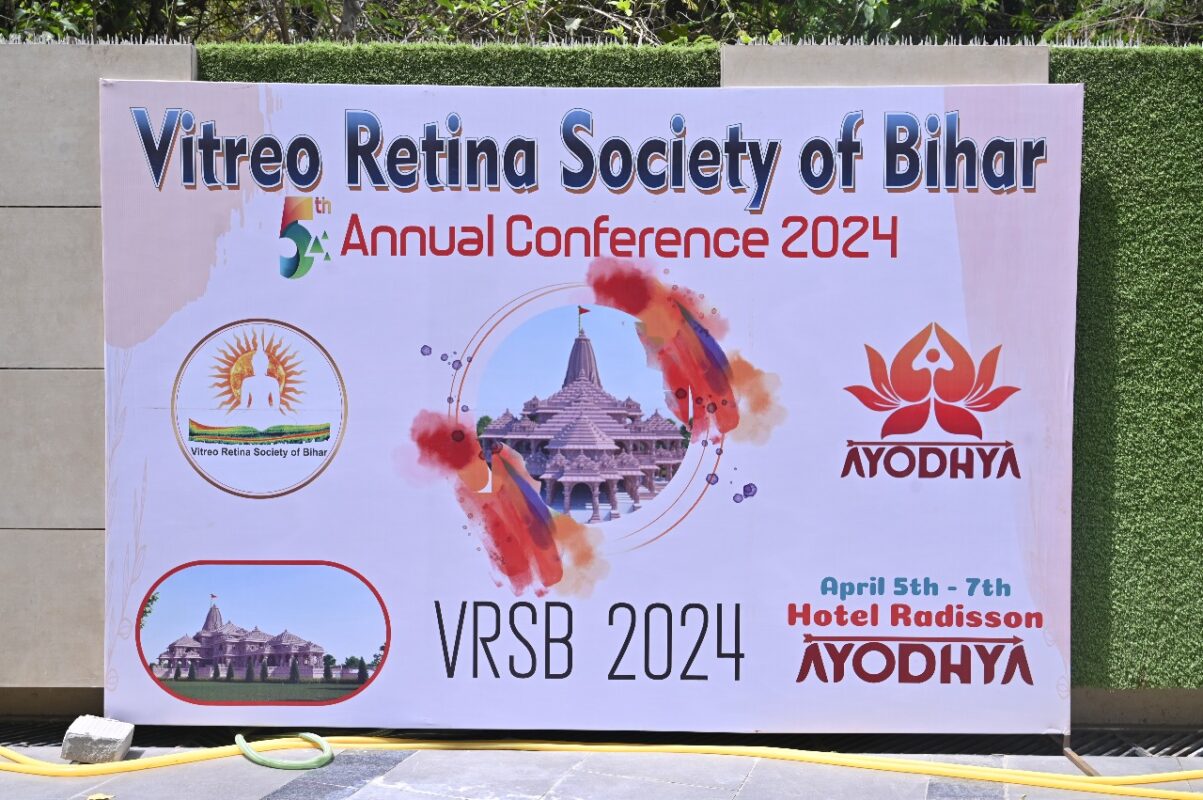 Vitreo Retina Society of Bihar
5th Annual Conference 2024
Vitreo Retina Society of Bihar
AYODHYA
VRSB 2024
April 5th - 7th
Hotel Radisson
AYODHYA